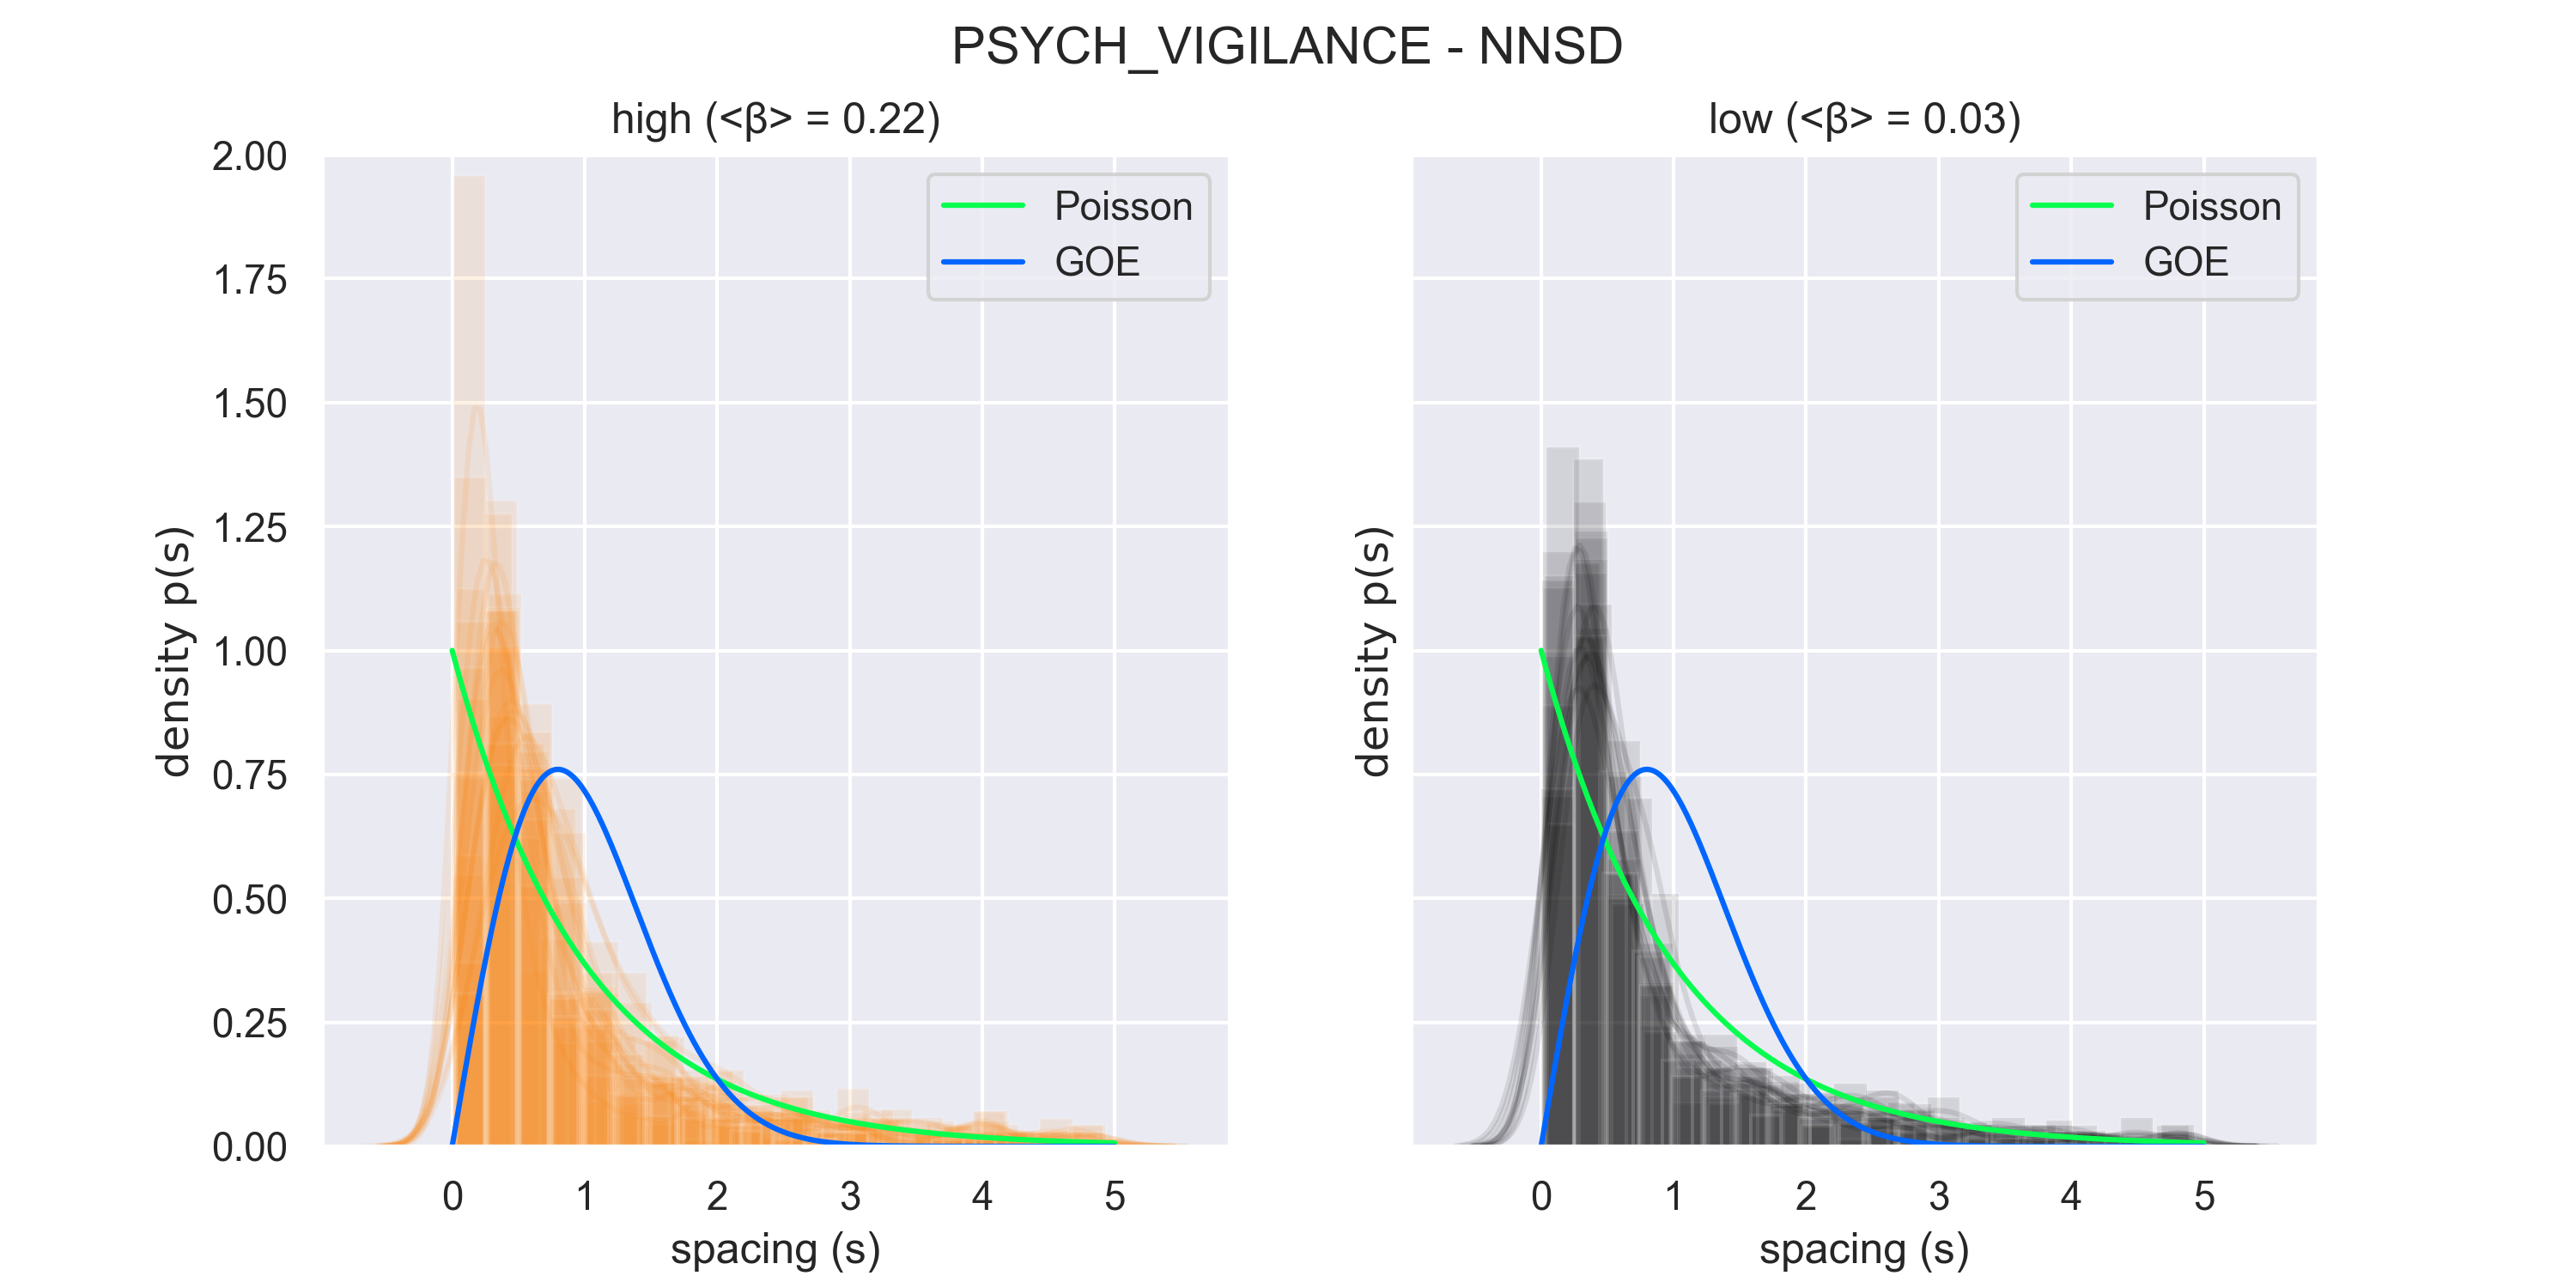 PSYCH_VIGILANCE - NNSD
high (<β> = 0.22)
2.00
1.75
1.50
1.25
1.00
0.75
0.50
0.25
0.00
density p(s)
Poisson
GOE
0 1 2 3 4 5
spacing (s)
low (<β> = 0.03)
density p(s)
Poisson
GOE
0 1 2 3 4 5
spacing (s)